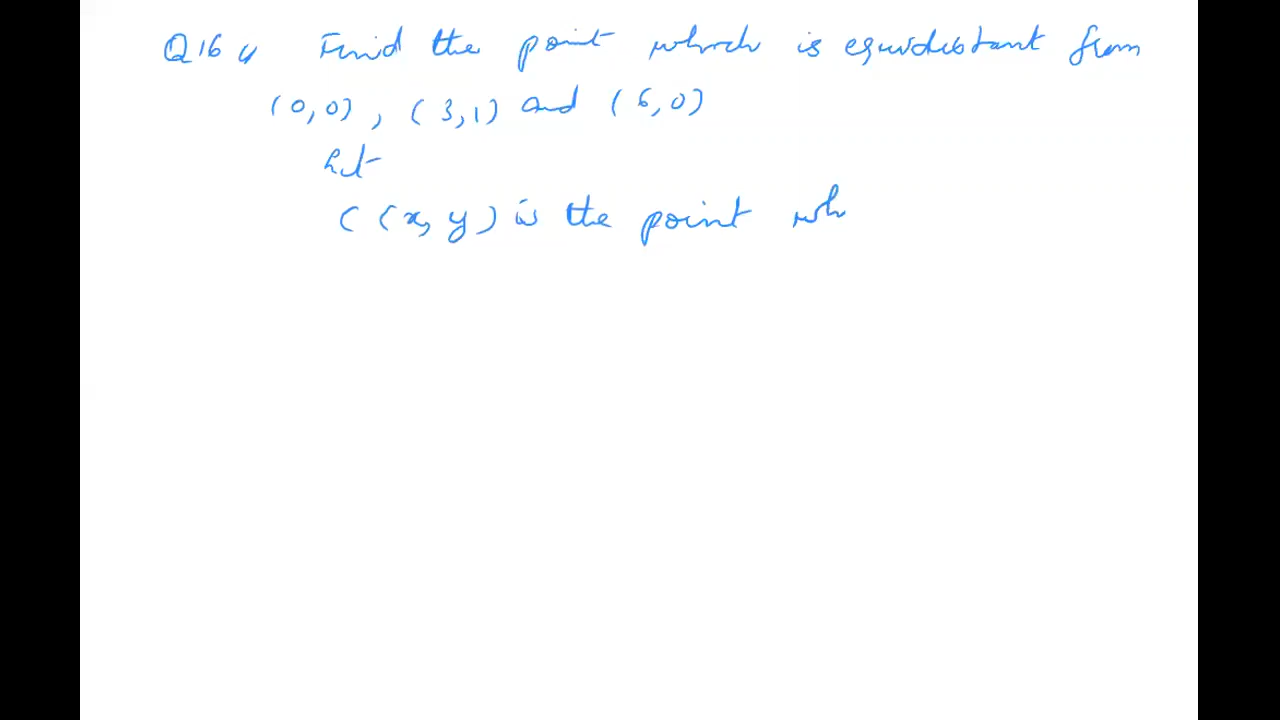 Q16 Find the point which is equidistant from
(0,0), (3,1) and (6,0)
Let
C (x, y) is the point wh